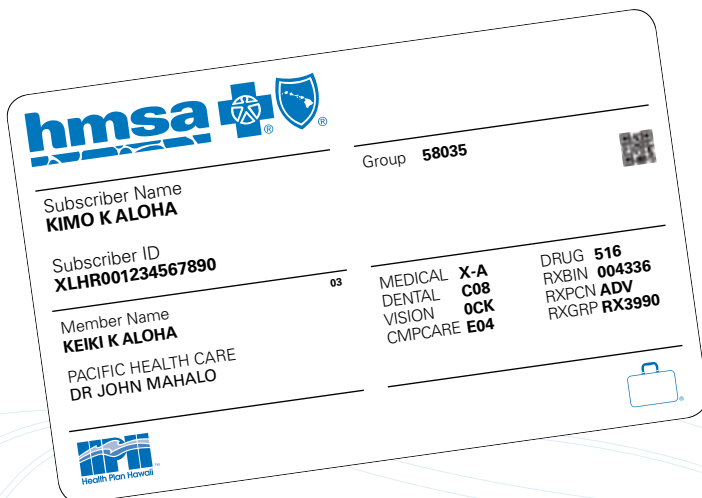 hmsa
® ®
Subscriber Name
KIMO K ALOHA
Subscriber ID
XLHR001234567890
Group 58035
03
Member Name
KEIKI K ALOHA
PACIFIC HEALTH CARE
DR JOHN MAHALO
MEDICAL X-A
DENTAL C08
VISION 0CK
CMPCARE E04
DRUG 516
RXBIN 004336
RXPCN ADV
RXGRP RX3990
HPH
Health Plan Hawaii ™
®